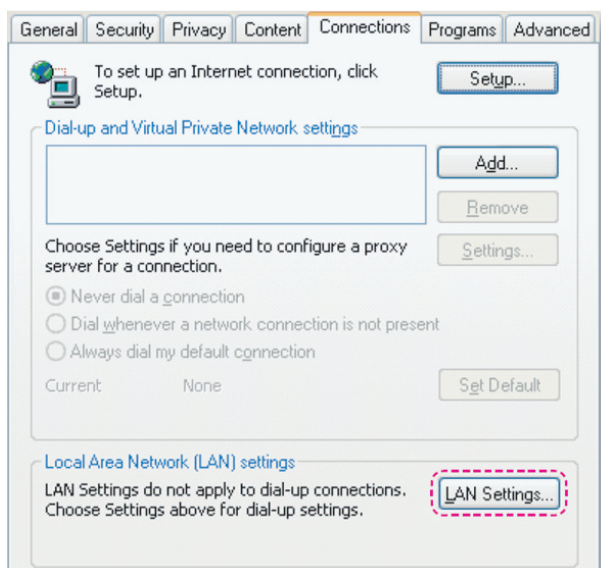 General Security Privacy Content Connections Programs Advanced
To set up an Internet connection, click
Setup.
Setup...
Dial-up and Virtual Private Network settings
Add...
Remove
Choose Settings if you need to configure a proxy
server for a connection.
Settings...
Never dial a connection
Dial whenever a network connection is not present
Always dial my default connection
Current None
Set Default
Local Area Network (LAN) settings
LAN Settings do not apply to dial-up connections.
Choose Settings above for dial-up settings.
LAN Settings...